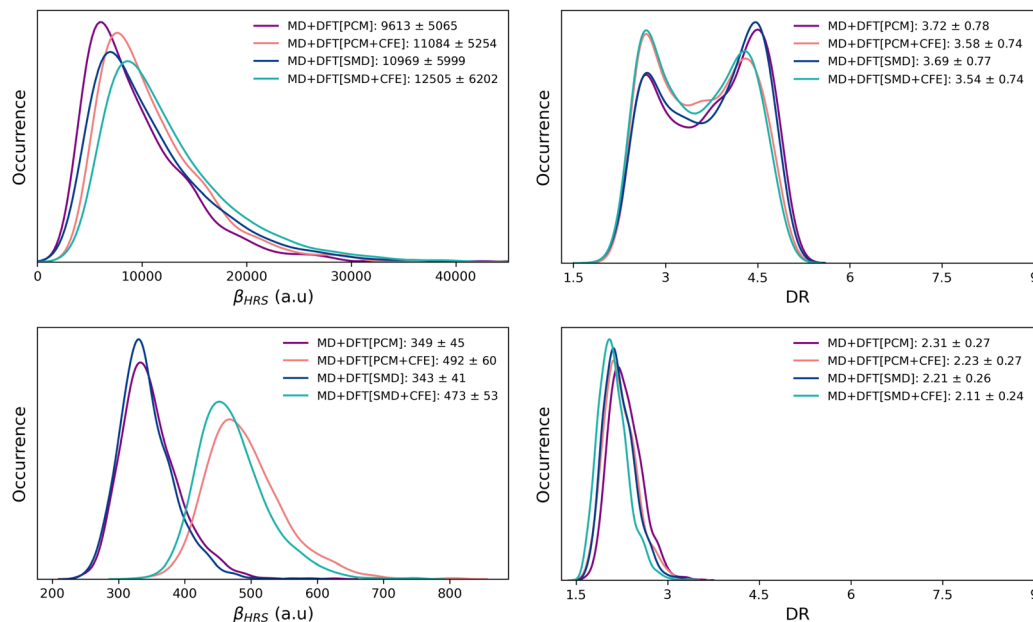 MD+DFT[PCM]: 9613 ± 5065
MD+DFT[PCM+CFE]: 11084 ± 5254
MD+DFT[SMD]: 10969 ± 5999
MD+DFT[SMD+CFE]: 12505 ± 6202
Occurrence
0 10000 20000 30000 40000
βHRS (a.u)
MD+DFT[PCM]: 3.72 ± 0.78
MD+DFT[PCM+CFE]: 3.58 ± 0.74
MD+DFT[SMD]: 3.69 ± 0.77
MD+DFT[SMD+CFE]: 3.54 ± 0.74
Occurrence
1.5 3 4.5 6 7.5 9
DR
MD+DFT[PCM]: 349 ± 45
MD+DFT[PCM+CFE]: 492 ± 60
MD+DFT[SMD]: 343 ± 41
MD+DFT[SMD+CFE]: 473 ± 53
Occurrence
200 300 400 500 600 700 800
βHRS (a.u)
MD+DFT[PCM]: 2.31 ± 0.27
MD+DFT[PCM+CFE]: 2.23 ± 0.27
MD+DFT[SMD]: 2.21 ± 0.26
MD+DFT[SMD+CFE]: 2.11 ± 0.24
Occurrence
1.5 3 4.5 6 7.5 9
DR